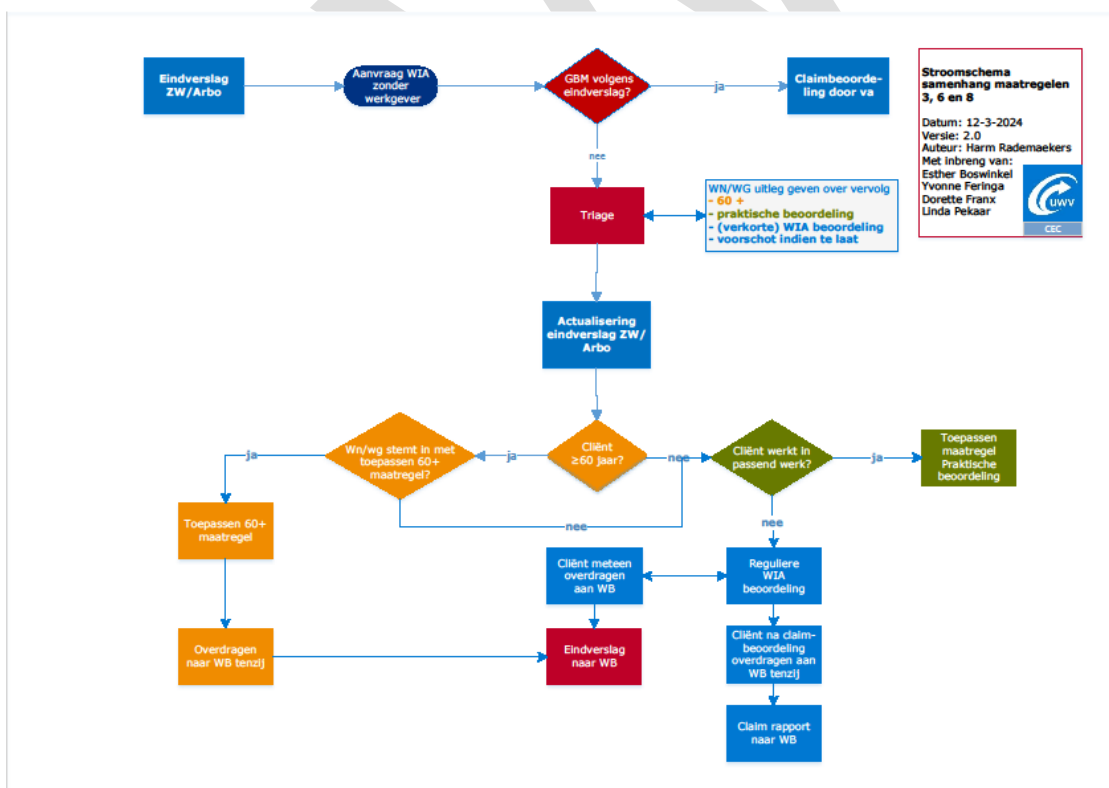 Eindverslag
ZW/Arbo
Aanvraag WIA
zonder
werkgever
GBM volgens
eindverslag?
ja
Claimbeoorde-
ling door va
Stroomschema
samenhang maatregelen
3, 6 en 8
Datum: 12-3-2024
Versie: 2.0
Auteur: Harm Rademaekers
Met inbreng van:
Esther Boswinkel
Yvonne Feringa
Dorette Franx
Linda Pekaar
UWV
CEC
nee
Triage
WN/WG uitleg geven over vervolg
- 60 +
- praktische beoordeling
- (verkorte) WIA beoordeling
- voorschot indien te laat
Actualisering
eindverslag ZW/
Arbo
ja
Wn/wg stemt in met
toepassen 60+
maatregel?
ja
Cliënt
≥60 jaar?
nee
Cliënt werkt in
passend werk?
ja
Toepassen
maatregel
Praktische
beoordeling
nee
nee
Toepassen 60+
maatregel
Cliënt meteen
overdragen
aan WB
Reguliere
WIA
beoordeling
Overdragen
naar WB tenzij
Eindverslag
naar WB
Cliënt na claim-
beoordeling
overdragen aan
WB tenzij
Claim rapport
naar WB